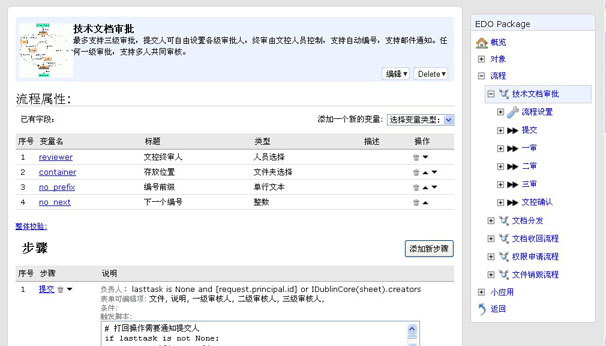 技术文档审批
最多支持三级审批，提交人可自由设置各级审批人，终审由文控人员控制，支持自动编号，支持邮件通知。任
何一级审批，支持多人共同审核。
编辑▼ Delete▼
流程属性：
已有字段：
添加一个新的变量： 选择变量类型：
序号 变量名 标题 类型 描述 操作
1 reviewer 文控终审人 人员选择
2 container 存放位置 文件夹选择
3 no_prefix 编号前缀 单行文本
4 no_next 下一个编号 整数
整体校验：
步骤
添加新步骤
序号 步骤 说明
1 提交 负责人： lasttask is None and [request.principal.id] or IDublinCore(sheet).creators
表单可编辑项: 文件, 说明, 一级审核人, 二级审核人, 三级审核人,
条件:
触发脚本:
# 打回操作需要通知提交人
if lasttask is not None:
EDO Package
概览
对象
流程
技术文档审批
流程设置
提交
一审
二审
三审
文控确认
文档分发
文档收回流程
权限申请流程
文件销毁流程
小应用
返回